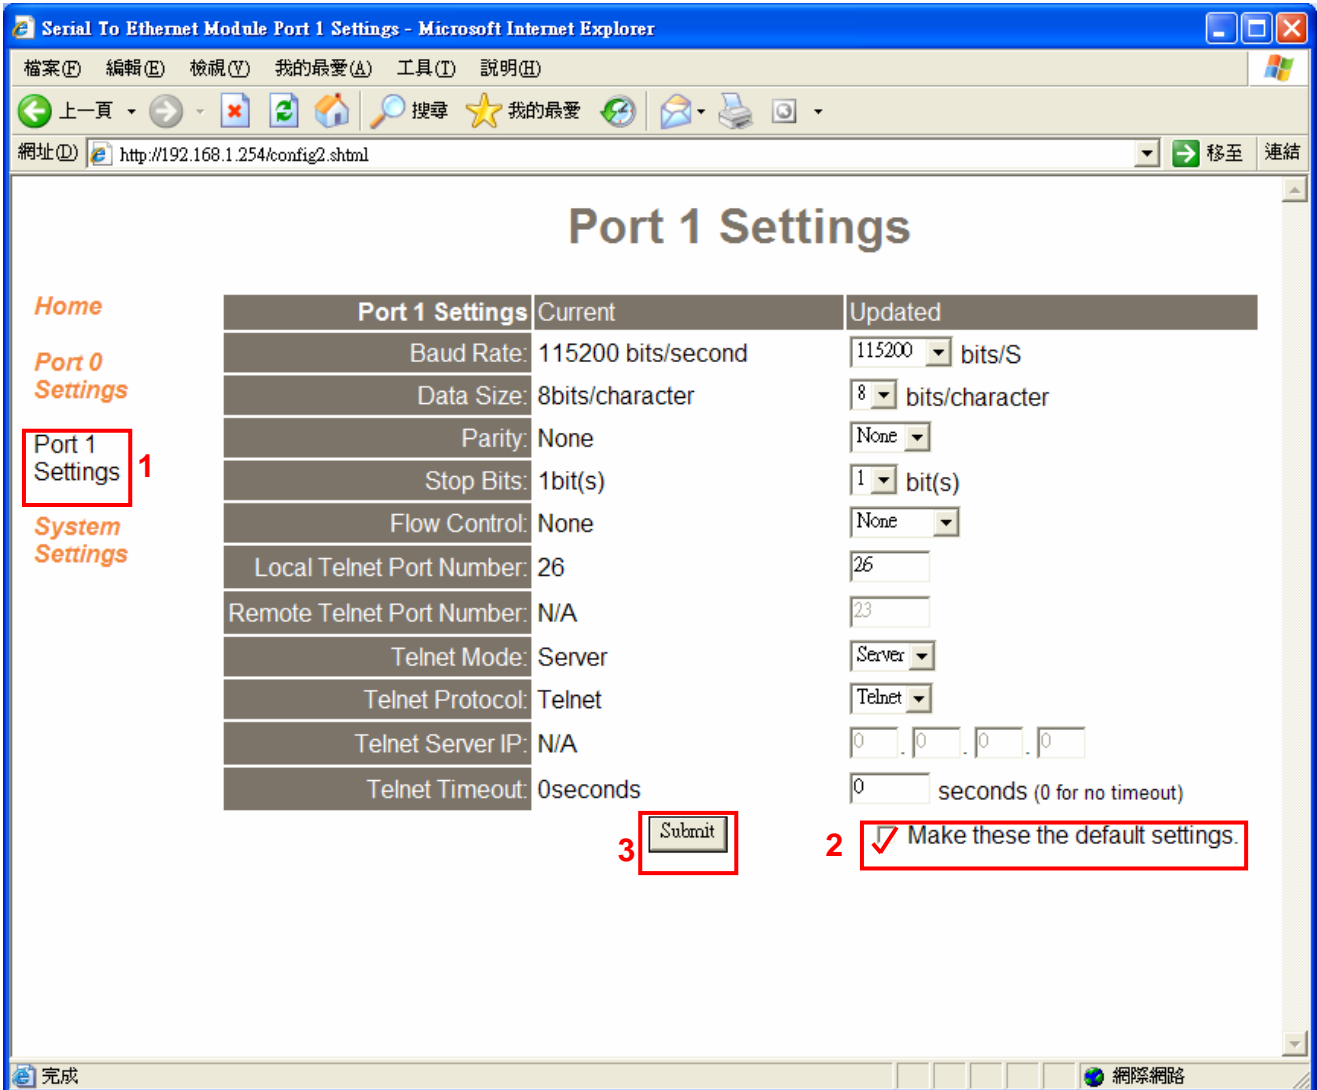 Serial To Ethernet Module Port 1 Settings - Microsoft Internet Explorer
檔案(F) 編輯(E) 檢視(V) 我的最愛(A) 工具(T) 說明(H)
上一頁 搜尋 我的最愛
網址(D) http://192.168.1.254/config2.shtml 移至 連結
Port 1 Settings
Home
Port 0
Settings
Port 1
Settings
1
System
Settings
Port 1 Settings Current Updated
Baud Rate: 115200 bits/second 115200 bits/S
Data Size: 8bits/character 8 bits/character
Parity: None None
Stop Bits: 1bit(s) 1 bit(s)
Flow Control: None None
Local Telnet Port Number: 26 26
Remote Telnet Port Number: N/A 23
Telnet Mode: Server Server
Telnet Protocol: Telnet Telnet
Telnet Server IP: N/A 0 . 0 . 0 . 0
Telnet Timeout: 0seconds 0 seconds (0 for no timeout)
3 Submit 2 Make these the default settings.
完成 網際網路